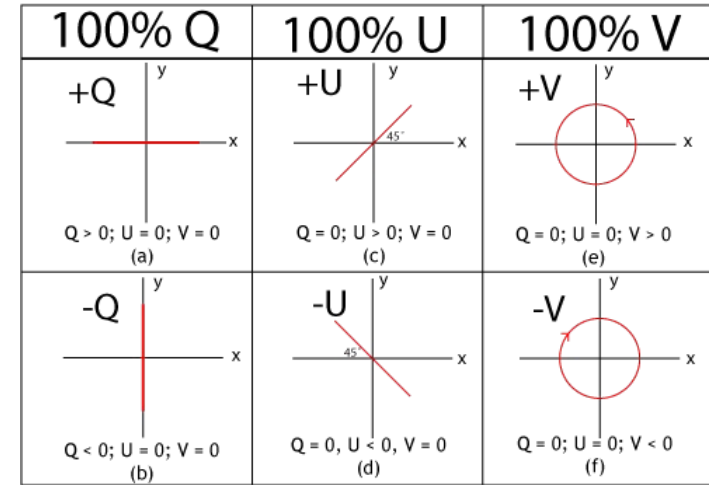 100% Q
100% U
100% V
+Q
y
x
Q > 0; U = 0; V = 0
(a)
+U
y
45°
x
Q = 0; U > 0; V = 0
(c)
+V
y
x
Q = 0; U = 0; V > 0
(e)
-Q
y
x
Q < 0; U = 0; V = 0
(b)
-U
y
45°
x
Q = 0, U < 0, V = 0
(d)
-V
y
x
Q = 0; U = 0; V < 0
(f)